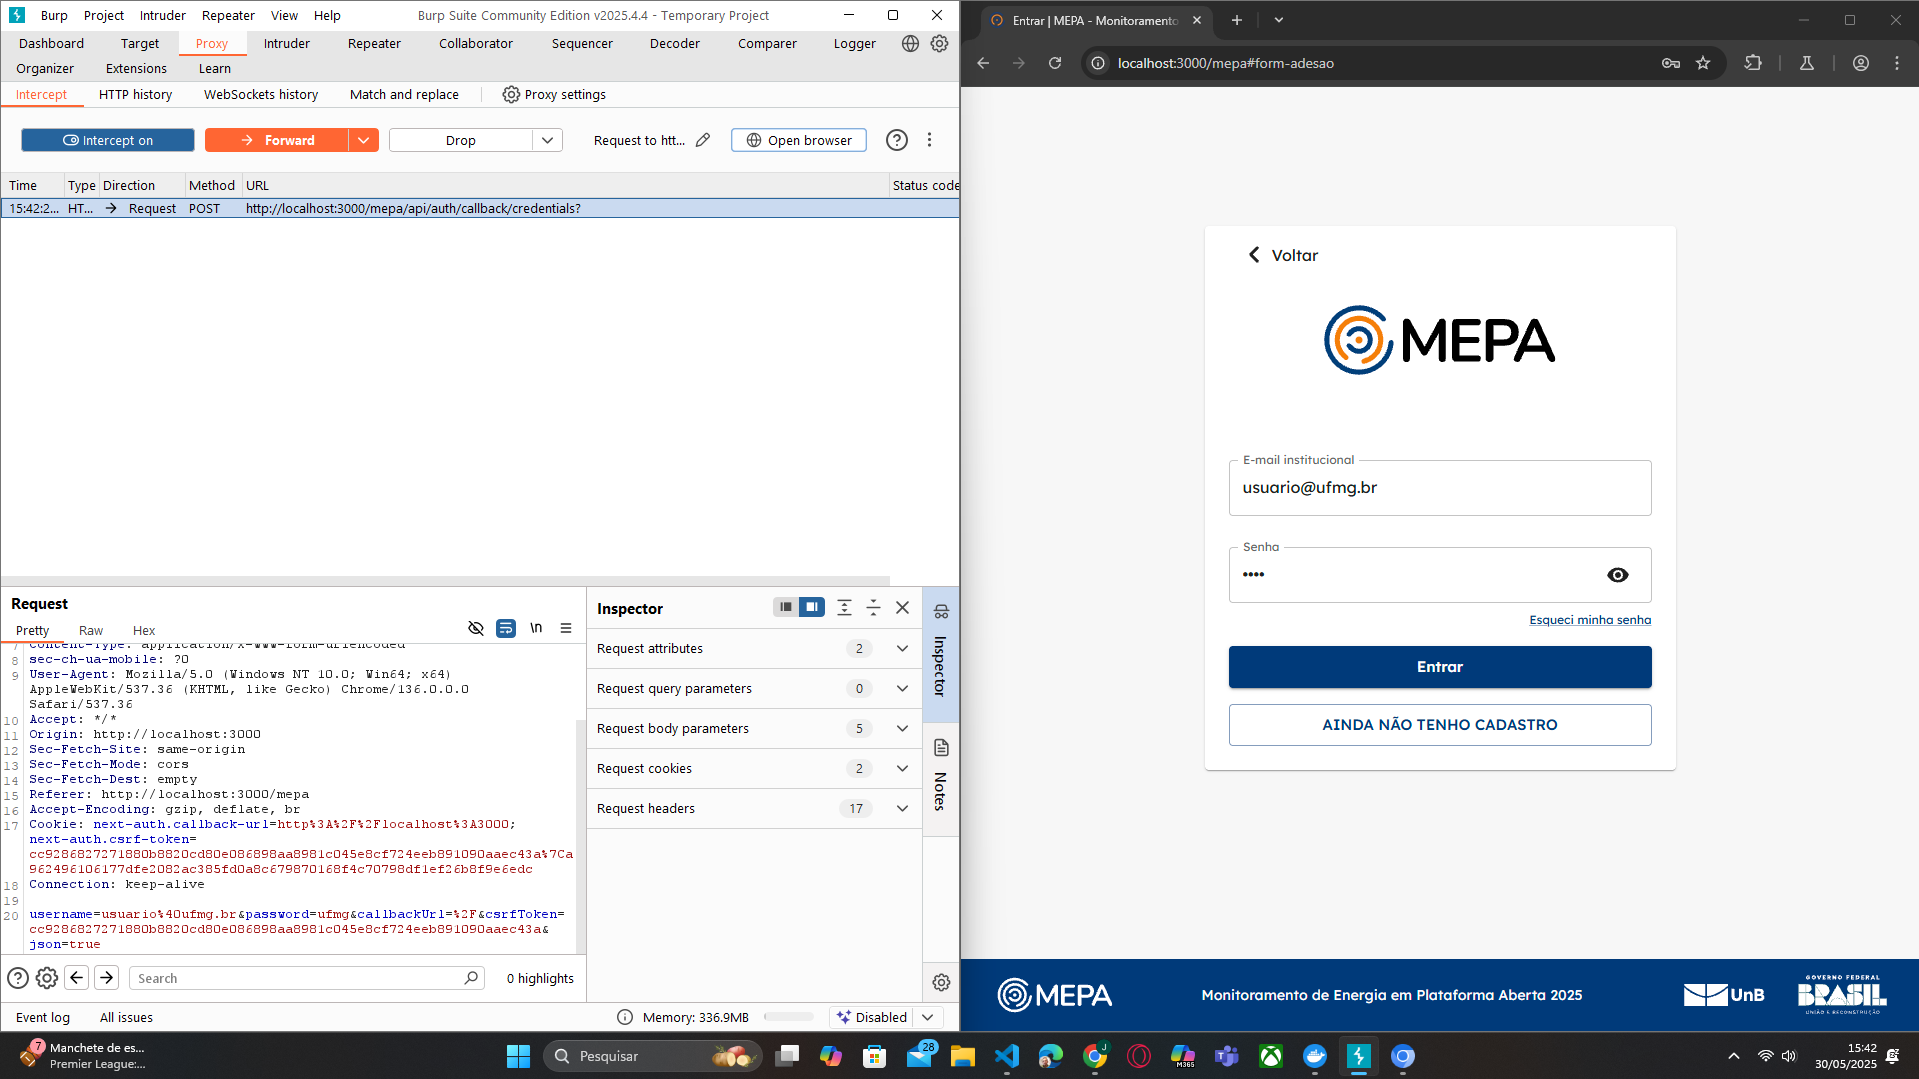 Burp Project Intruder Repeater View Help Burp Suite Community Edition v2025.4.4 - Temporary Project
Dashboard Target Proxy Intruder Repeater Collaborator Sequencer Decoder Comparer Logger
Organizer Extensions Learn
Intercept HTTP history WebSockets history Match and replace Proxy settings
Intercept on Forward Drop Request to htt... Open browser
Time Type Direction Method URL Status code
15:42:2... HT... Request POST http://localhost:3000/mepa/api/auth/callback/credentials?
Request
Pretty Raw Hex \n
7 Content-Type: application/x-www-form-urlencoded
8 sec-ch-ua-mobile: ?0
9 User-Agent: Mozilla/5.0 (Windows NT 10.0; Win64; x64)
AppleWebKit/537.36 (KHTML, like Gecko) Chrome/136.0.0.0
Safari/537.36
10 Accept: */*
11 Origin: http://localhost:3000
12 Sec-Fetch-Site: same-origin
13 Sec-Fetch-Mode: cors
14 Sec-Fetch-Dest: empty
15 Referer: http://localhost:3000/mepa
16 Accept-Encoding: gzip, deflate, br
17 Cookie: next-auth.callback-url=http%3A%2F%2Flocalhost%3A3000;
next-auth.csrf-token=
cc9286827271880b8820cd80e086898aa8981c045e8cf724eeb891090aaec43a%7Ca
962496106177dfe2082ac385fd0a8c679870168f4c70798df1ef26b8f9e6edc
18 Connection: keep-alive
19
20 username=usuario%40ufmg.br&password=ufmg&callbackUrl=%2F&csrfToken=
cc9286827271880b8820cd80e086898aa8981c045e8cf724eeb891090aaec43a&
json=true
Search 0 highlights
Inspector
Request attributes 2
Request query parameters 0
Request body parameters 5
Request cookies 2
Request headers 17
Inspector
Notes
Event log All issues Memory: 336.9MB Disabled
Entrar | MEPA - Monitoramento
localhost:3000/mepa#form-adesao
Voltar
MEPA
E-mail institucional
usuario@ufmg.br
Senha
••••
Esqueci minha senha
Entrar
AINDA NÃO TENHO CADASTRO
MEPA Monitoramento de Energia em Plataforma Aberta 2025 UnB
GOVERNO FEDERAL
BRASIL
UNIÃO E RECONSTRUÇÃO
7 Manchete de es...
Premier League:...
Pesquisar
28
J
M365
15:42
30/05/2025